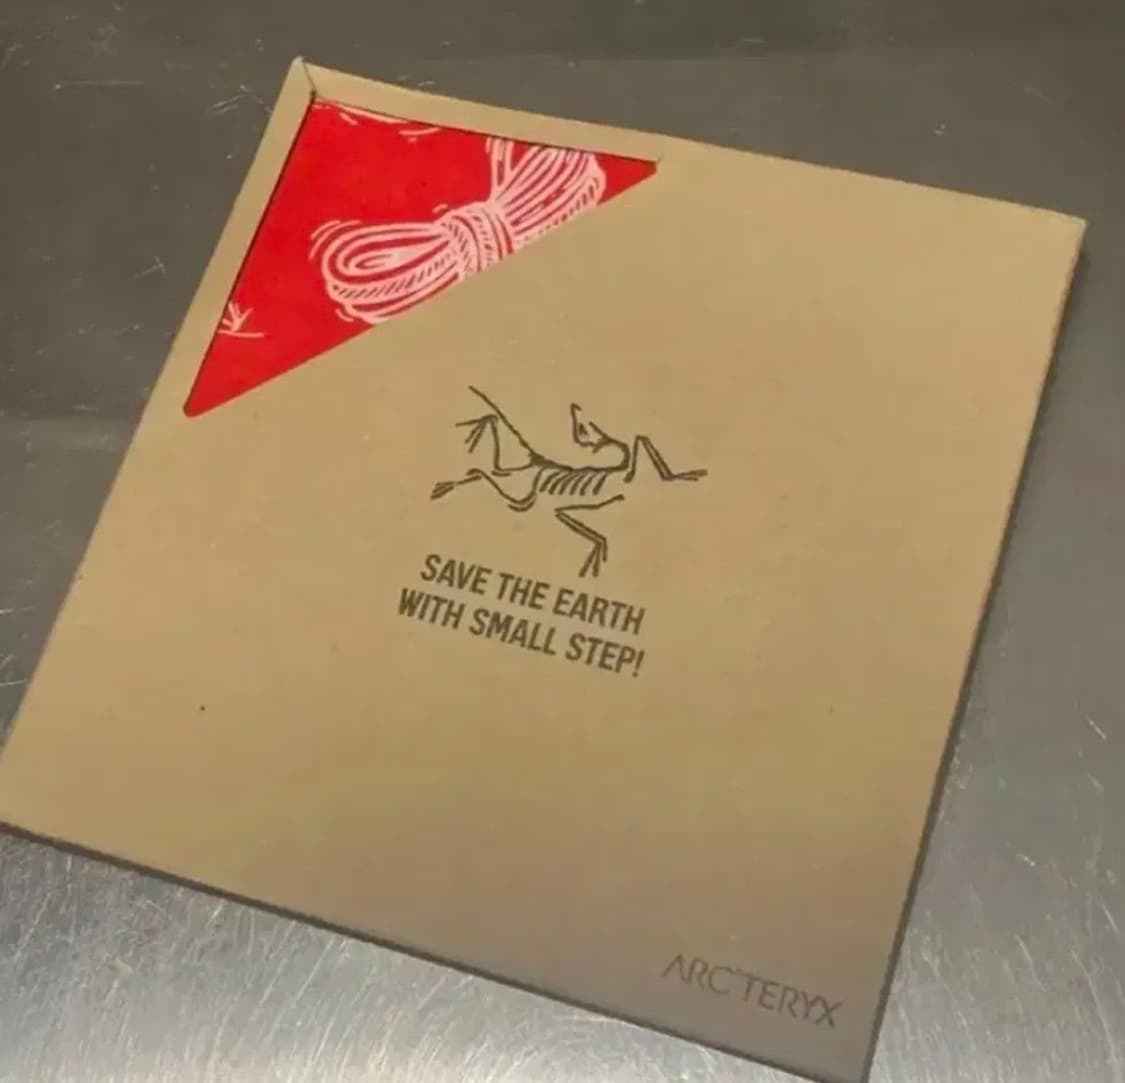 SAVE THE EARTH
WITH SMALL STEP!
ARC'TERYX